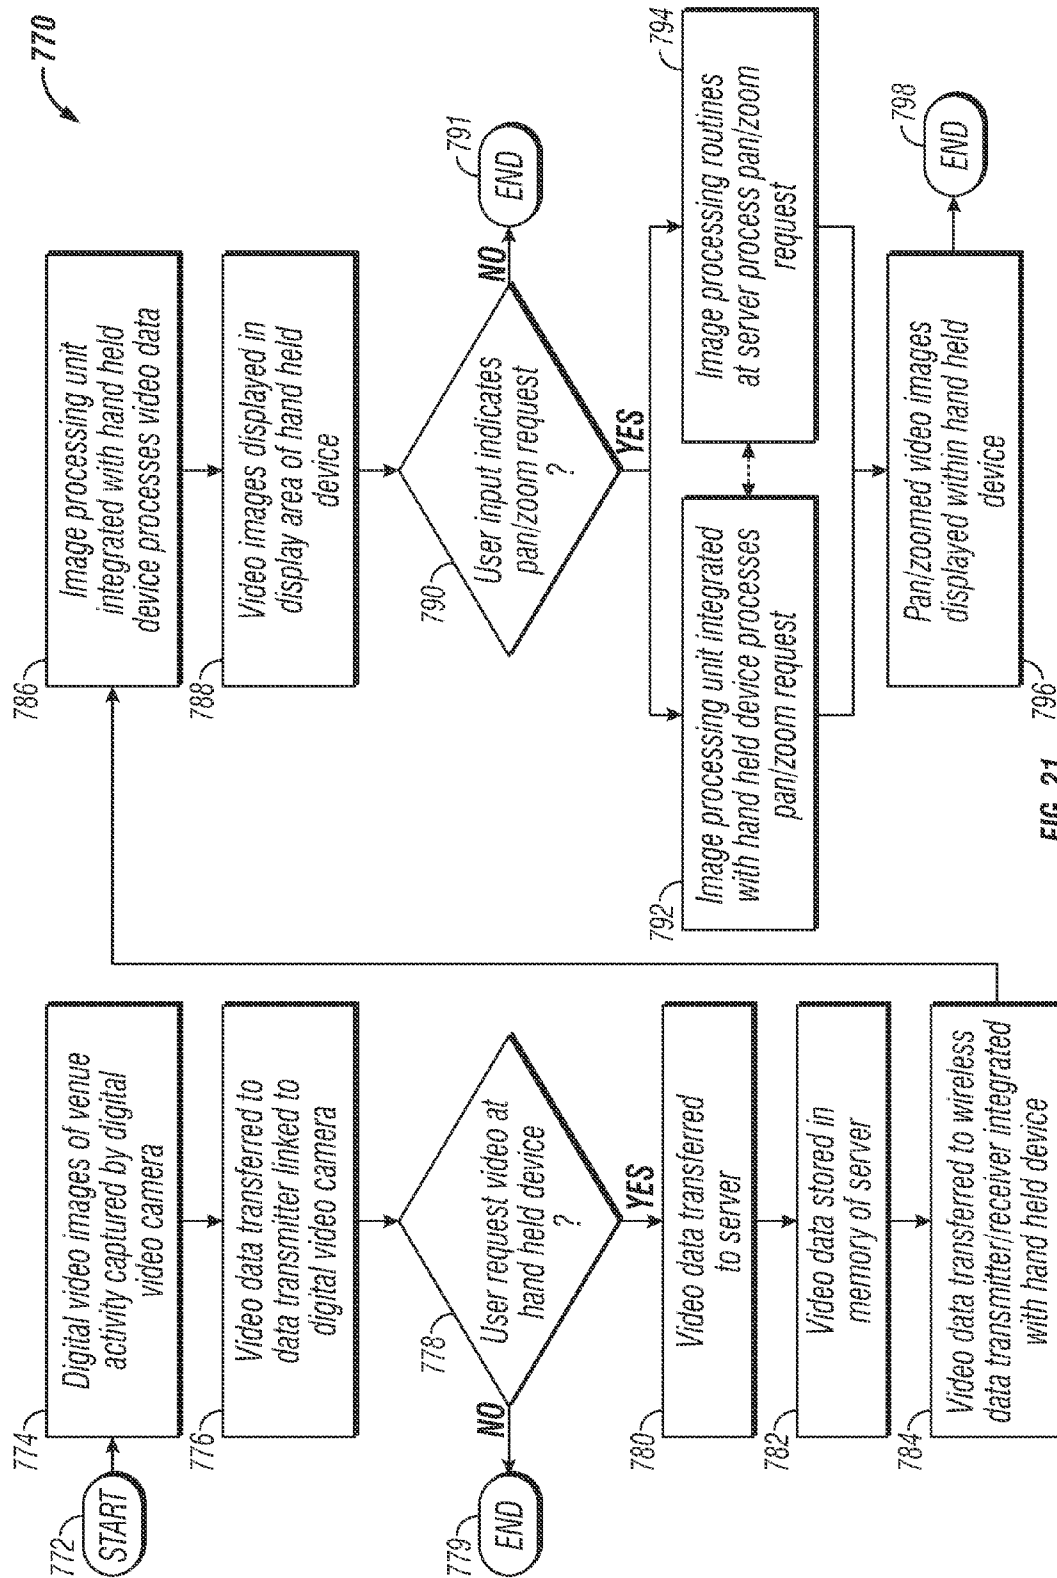 770
772
START
774
Digital video images of venue
activity captured by digital
video camera
776
Video data transferred to
data transmitter linked to
digital video camera
778
User request video at
hand held device
?
NO
779
END
YES
780
Video data transferred
to server
782
Video data stored in
memory of server
784
Video data transferred to wireless
data transmitter/receiver integrated
with hand held device
786
Image processing unit
integrated with hand held
device processes video data
788
Video images displayed in
display area of hand held
device
790
User input indicates
pan/zoom request
?
NO
791
END
YES
792
Image processing unit integrated
with hand held device processes
pan/zoom request
794
Image processing routines
at server process pan/zoom
request
796
Pan/zoomed video images
displayed within hand held
device
798
END
FIG. 21